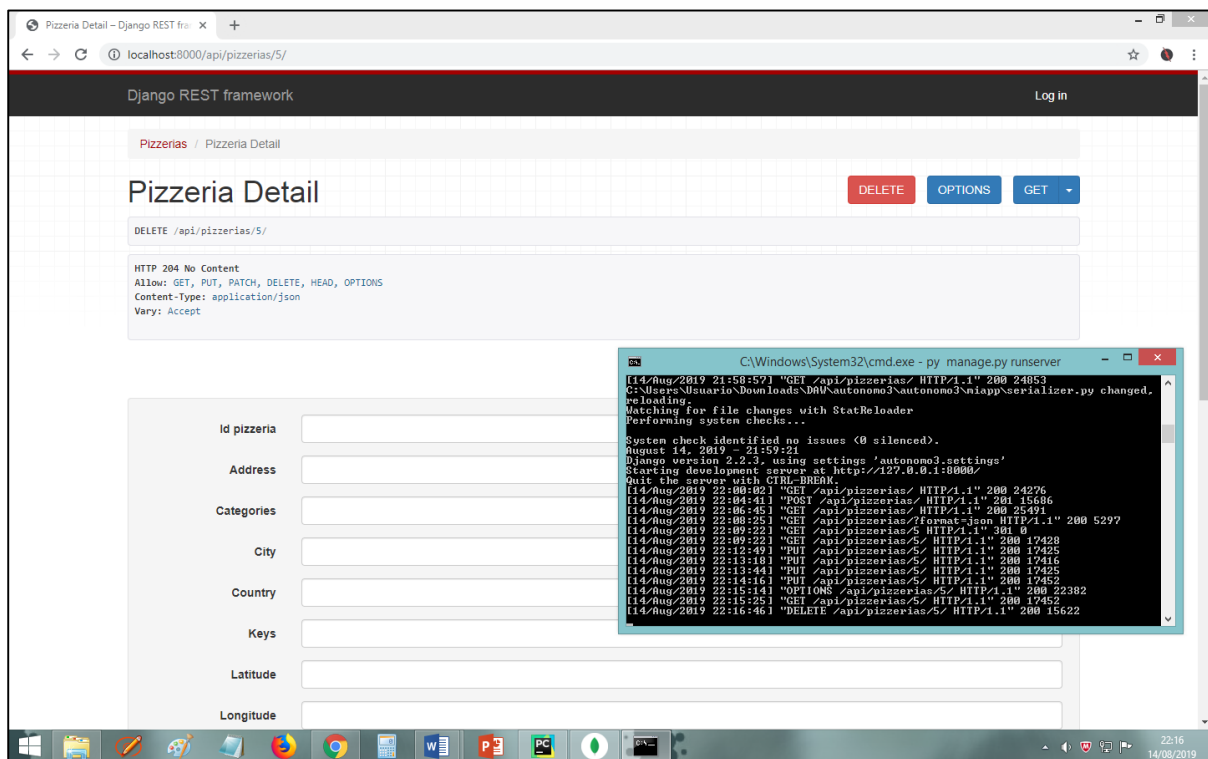 Pizzeria Detail – Django REST fra
localhost:8000/api/pizzerias/5/
Django REST framework
Log in
Pizzerias / Pizzeria Detail
Pizzeria Detail
DELETE
OPTIONS
GET
DELETE /api/pizzerias/5/
HTTP 204 No Content
Allow: GET, PUT, PATCH, DELETE, HEAD, OPTIONS
Content-Type: application/json
Vary: Accept
Id pizzeria
Address
Categories
City
Country
Keys
Latitude
Longitude
C:\Windows\System32\cmd.exe - py manage.py runserver
[14/Aug/2019 21:58:57] "GET /api/pizzerias/ HTTP/1.1" 200 24853
C:\Users\Usuario\Downloads\DAW\autonomo3\autonomo3\miapp\serializer.py changed,
reloading.
Watching for file changes with StatReloader
Performing system checks...
System check identified no issues (0 silenced).
August 14, 2019 - 21:59:21
Django version 2.2.3, using settings 'autonomo3.settings'
Starting development server at http://127.0.0.1:8000/
Quit the server with CTRL-BREAK.
[14/Aug/2019 22:00:02] "GET /api/pizzerias/ HTTP/1.1" 200 24276
[14/Aug/2019 22:04:41] "POST /api/pizzerias/ HTTP/1.1" 201 15686
[14/Aug/2019 22:06:45] "GET /api/pizzerias/ HTTP/1.1" 200 25491
[14/Aug/2019 22:08:25] "GET /api/pizzerias/?format=json HTTP/1.1" 200 5297
[14/Aug/2019 22:09:22] "GET /api/pizzerias/5 HTTP/1.1" 301 0
[14/Aug/2019 22:09:22] "GET /api/pizzerias/5/ HTTP/1.1" 200 17428
[14/Aug/2019 22:12:49] "PUT /api/pizzerias/5/ HTTP/1.1" 200 17425
[14/Aug/2019 22:13:18] "PUT /api/pizzerias/5/ HTTP/1.1" 200 17416
[14/Aug/2019 22:13:44] "PUT /api/pizzerias/5/ HTTP/1.1" 200 17425
[14/Aug/2019 22:14:16] "PUT /api/pizzerias/5/ HTTP/1.1" 200 17452
[14/Aug/2019 22:15:14] "OPTIONS /api/pizzerias/5/ HTTP/1.1" 200 22382
[14/Aug/2019 22:15:25] "GET /api/pizzerias/5/ HTTP/1.1" 200 17452
[14/Aug/2019 22:16:46] "DELETE /api/pizzerias/5/ HTTP/1.1" 200 15622
22:16
14/08/2019